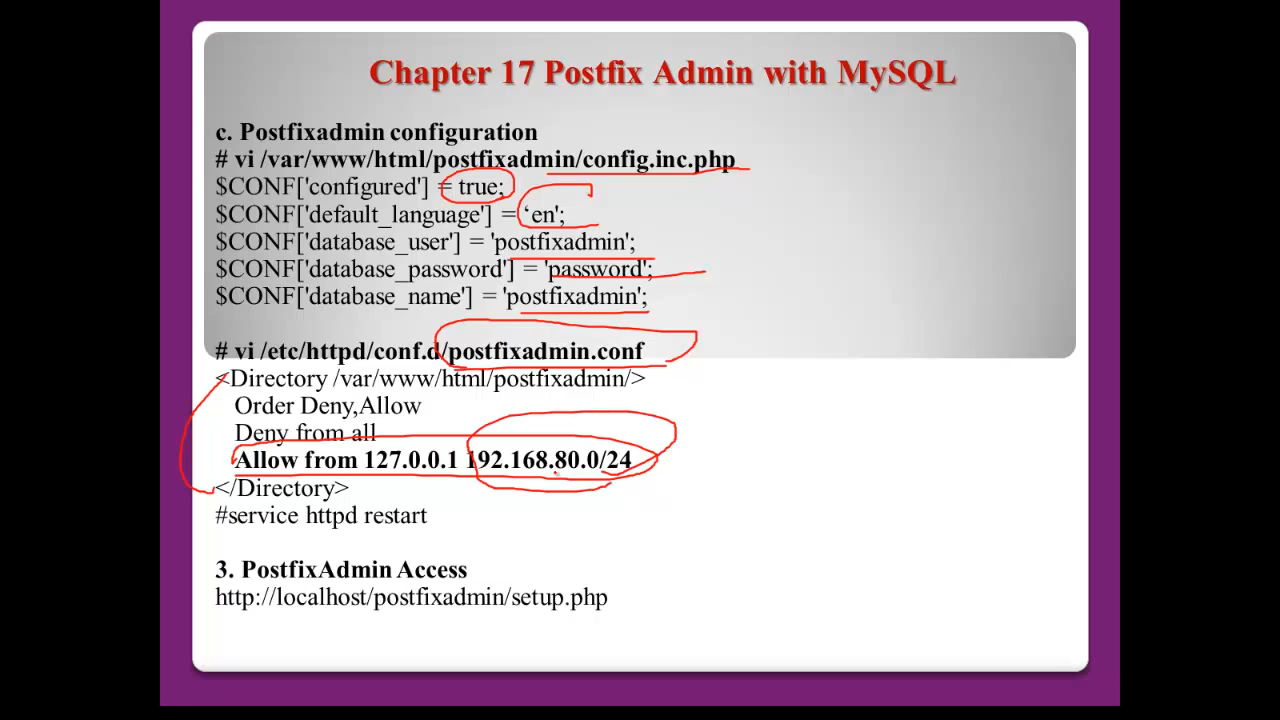 Chapter 17 Postfix Admin with MySQL
c. Postfixadmin configuration
# vi /var/www/html/postfixadmin/config.inc.php
$CONF['configured'] = true;
$CONF['default_language'] = ‘en';
$CONF['database_user'] = 'postfixadmin';
$CONF['database_password'] = 'password';
$CONF['database_name'] = 'postfixadmin';
# vi /etc/httpd/conf.d/postfixadmin.conf
<Directory /var/www/html/postfixadmin/>
Order Deny,Allow
Deny from all
Allow from 127.0.0.1 192.168.80.0/24
</Directory>
#service httpd restart
3. PostfixAdmin Access
http://localhost/postfixadmin/setup.php